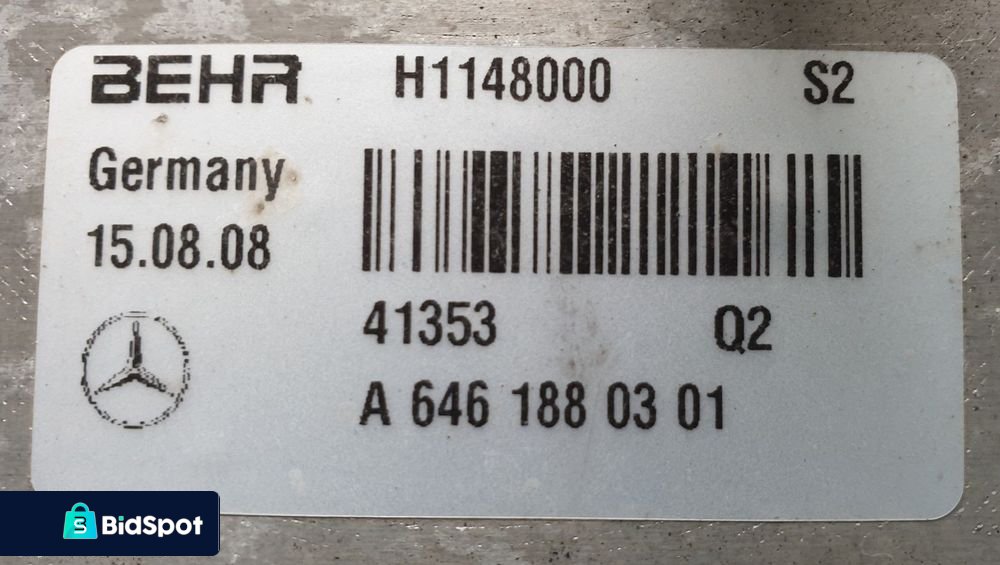 BEHR H1148000 S2
Germany
15.08.08
41353 Q2
A 646 188 03 01
BidSpot